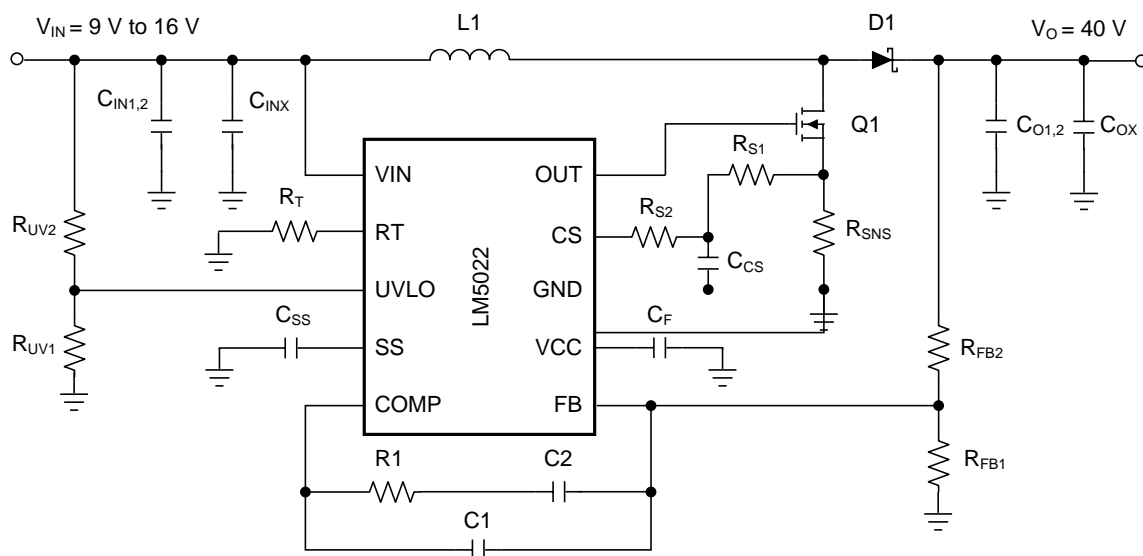 V_IN = 9 V to 16 V
L1
D1
V_O = 40 V
C_IN1,2
C_INX
Q1
C_O1,2
C_OX
R_S1
VIN
OUT
R_T
R_S2
R_UV2
RT
CS
R_SNS
C_CS
UVLO
GND
LM5022
C_SS
C_F
R_UV1
SS
VCC
R_FB2
COMP
FB
R1
C2
R_FB1
C1